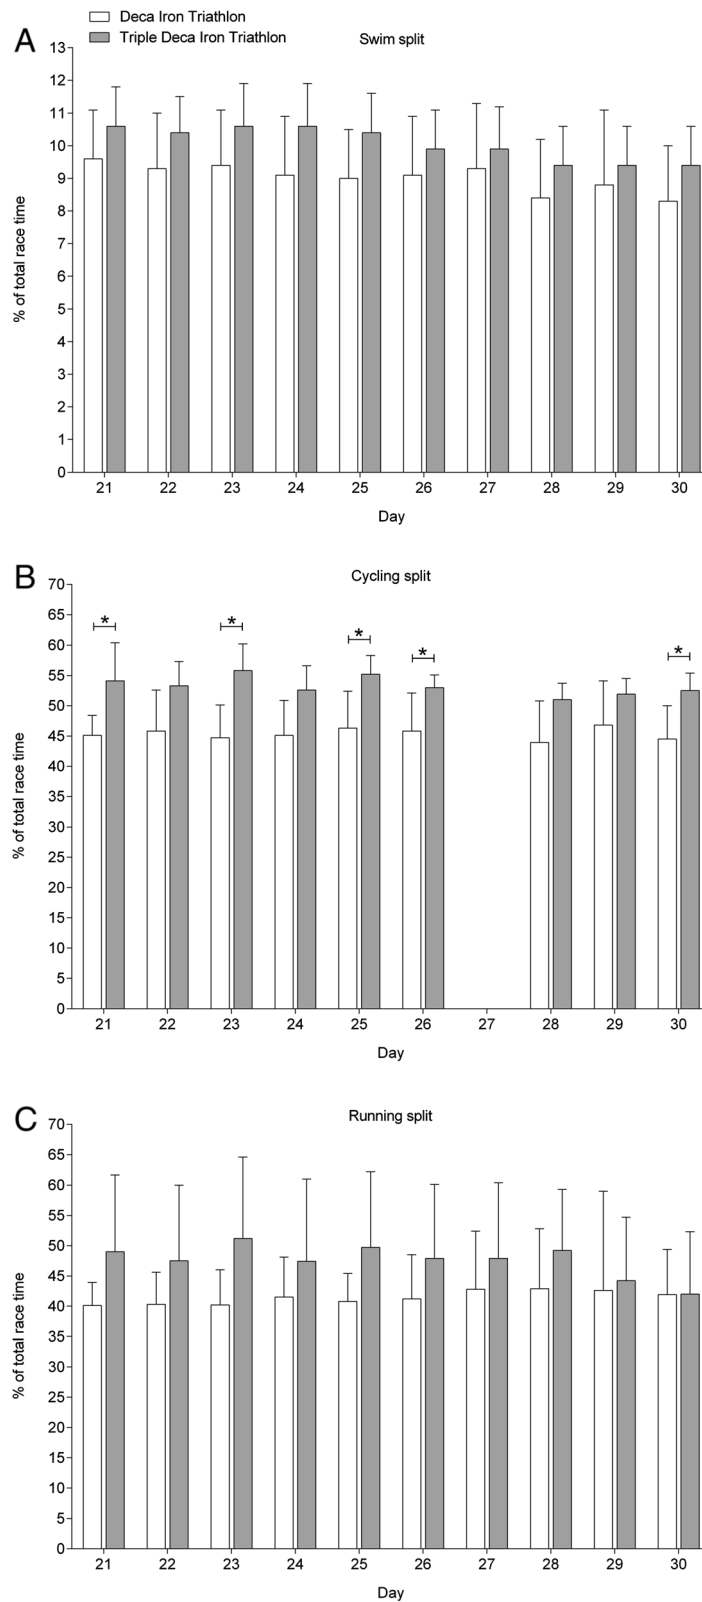 A
Deca Iron Triathlon
Triple Deca Iron Triathlon
Swim split
13
12
11
10
9
8
7
6
5
4
3
2
1
0
% of total race time
21 22 23 24 25 26 27 28 29 30
Day
B
Cycling split
70
65
60
55
50
45
40
35
30
25
20
15
10
5
0
% of total race time
* * * * *
21 22 23 24 25 26 27 28 29 30
Day
C
Running split
70
65
60
55
50
45
40
35
30
25
20
15
10
5
0
% of total race time
21 22 23 24 25 26 27 28 29 30
Day